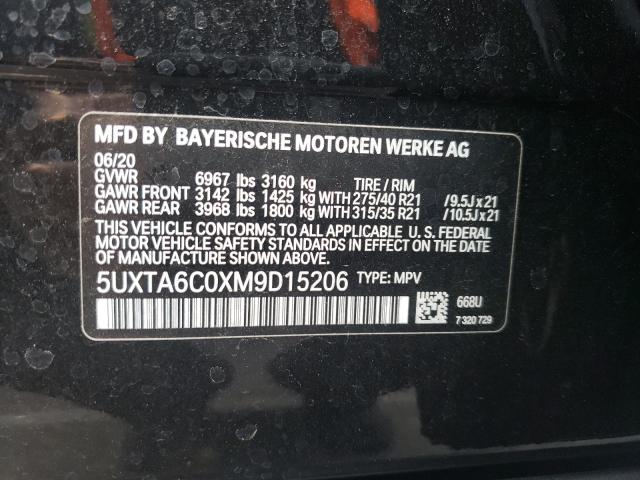 MFD BY BAYERISCHE MOTOREN WERKE AG
06/20
GVWR 6967 lbs 3160 kg TIRE / RIM
GAWR FRONT 3142 lbs 1425 kg WITH 275/40 R21 / 9.5J x 21
GAWR REAR 3968 lbs 1800 kg WITH 315/35 R21 / 10.5J x 21
THIS VEHICLE CONFORMS TO ALL APPLICABLE U. S. FEDERAL
MOTOR VEHICLE SAFETY STANDARDS IN EFFECT ON THE DATE
OF MANUFACTURE SHOWN ABOVE.
5UXTA6C0XM9D15206 TYPE: MPV
668U
7 320 729